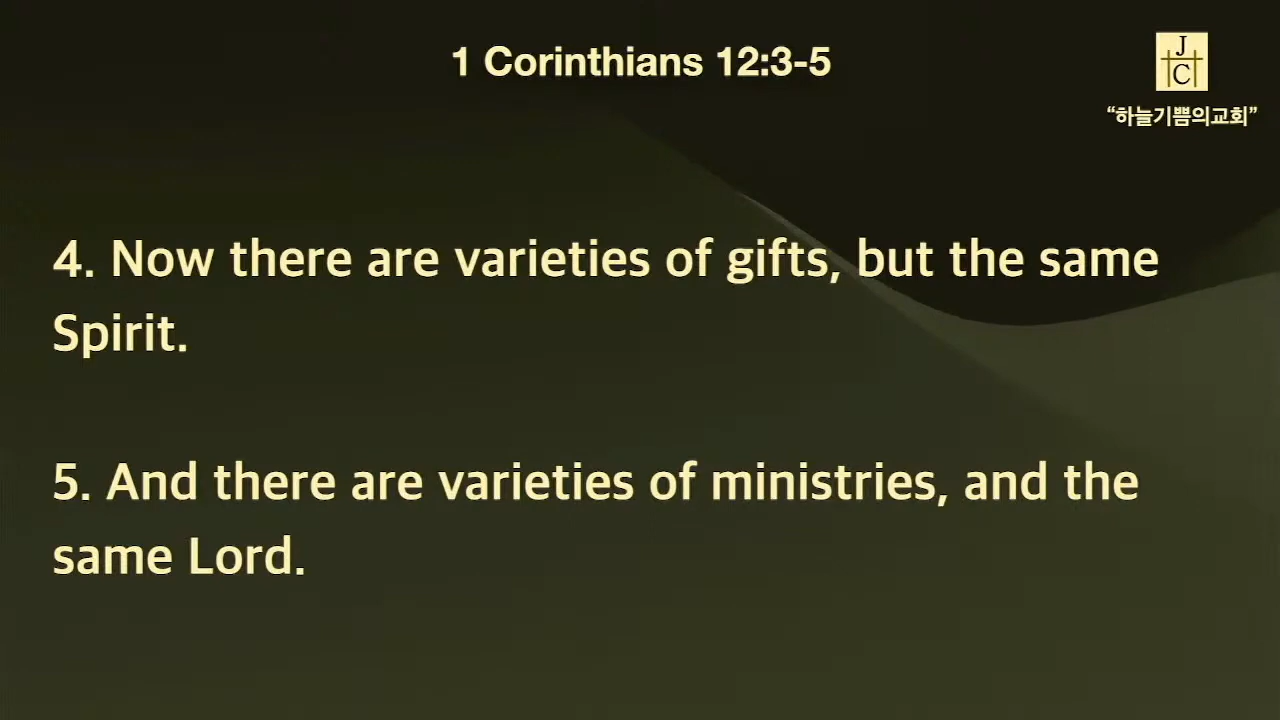 1 Corinthians 12:3-5
J
C
“하늘기쁨의교회”
4. Now there are varieties of gifts, but the same
Spirit.
5. And there are varieties of ministries, and the
same Lord.